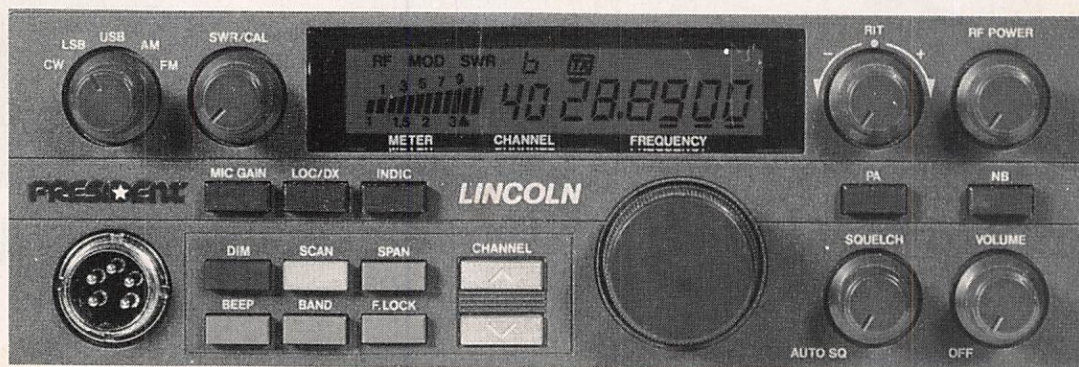 LSB USB AM
CW FM
SWR/CAL
RF MOD SWR b TX
1 3 5 7 9
40 28.8900
1 1.5 2 3
METER CHANNEL FREQUENCY
RIT
- +
RF POWER
PRESIDENT
MIC GAIN LOC/DX INDIC
LINCOLN
PA NB
DIM SCAN SPAN
CHANNEL
BEEP BAND F.LOCK
SQUELCH VOLUME
AUTO SQ OFF